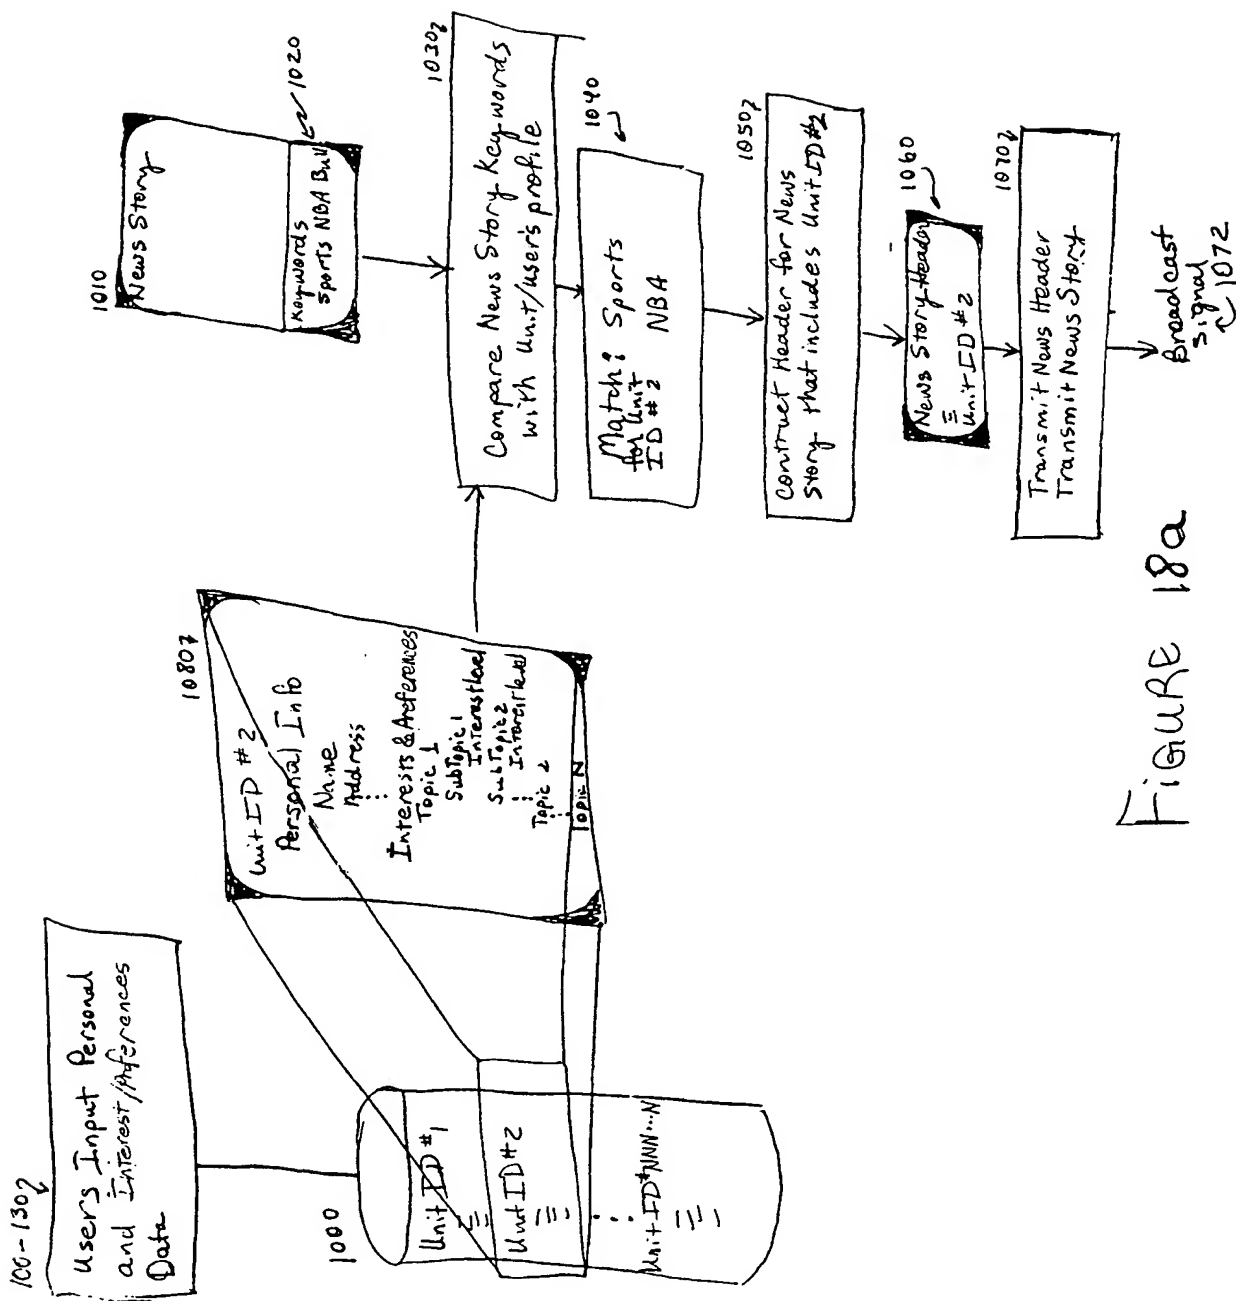 100-130
Users Input Personal
and Interest/Preferences
Data
1000
Unit ID #1
Unit ID #2
Unit ID #NNN...N
1080
Unit ID #2
Personal Info
Name
Address
Interests & Preferences
Topic 1
SubTopic 1
Interest level
SubTopic 2
Interest level
Topic 2
Topic N
1010
News Story
Keywords
Sports NBA Bull
1020
1030
Compare News Story Keywords
with Unit/user's profile
1040
Match: Sports
for Unit
ID #2 NBA
1050
Contruct Header for News
Story that includes Unit ID #2
1060
News Story Header
Unit ID #2
1070
Transmit News Header
Transmit News Story
Broadcast
signal
1072
FIGURE 18a